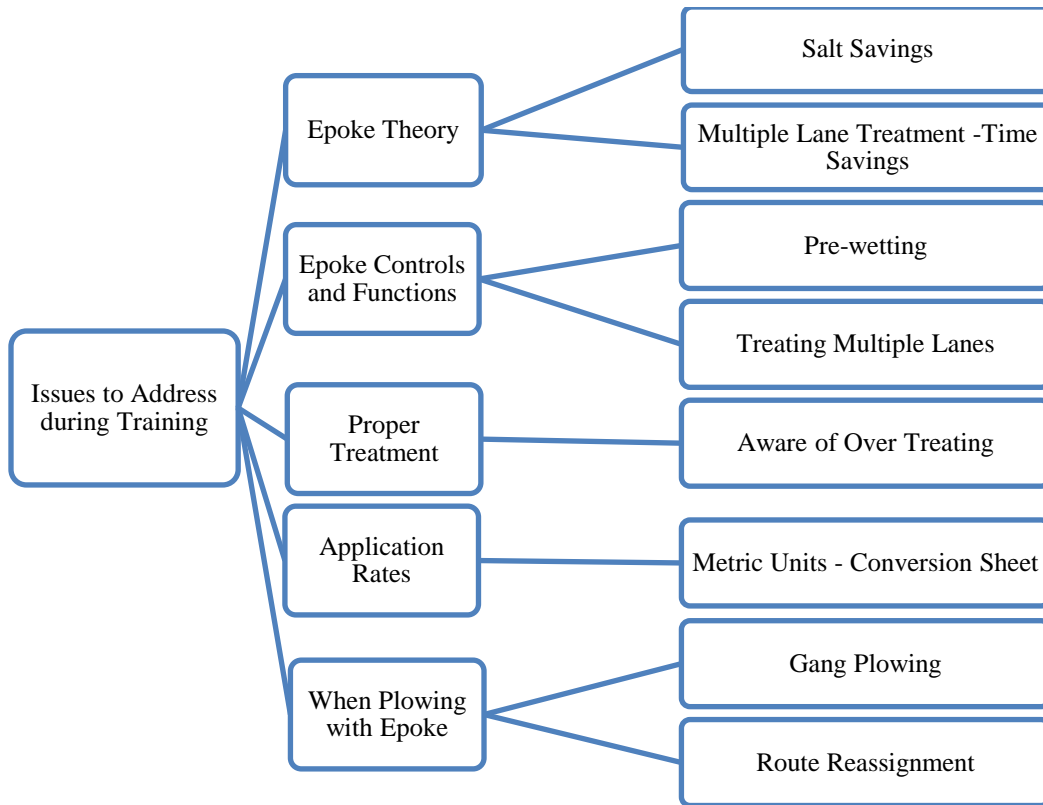 Issues to Address
during Training
Epoke Theory
Salt Savings
Multiple Lane Treatment -Time
Savings
Epoke Controls
and Functions
Pre-wetting
Treating Multiple Lanes
Proper
Treatment
Aware of Over Treating
Application
Rates
Metric Units - Conversion Sheet
When Plowing
with Epoke
Gang Plowing
Route Reassignment